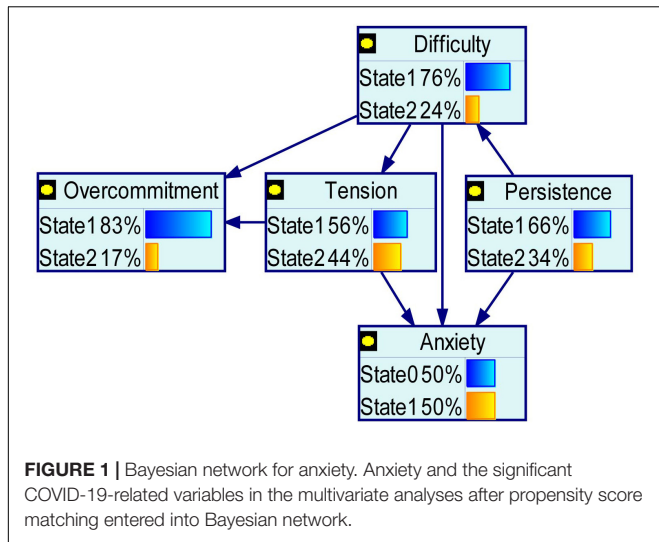 Difficulty
State1 76%
State2 24%
Overcommitment
State1 83%
State2 17%
Tension
State1 56%
State2 44%
Persistence
State1 66%
State2 34%
Anxiety
State0 50%
State1 50%
FIGURE 1 | Bayesian network for anxiety. Anxiety and the significant
COVID-19-related variables in the multivariate analyses after propensity score
matching entered into Bayesian network.